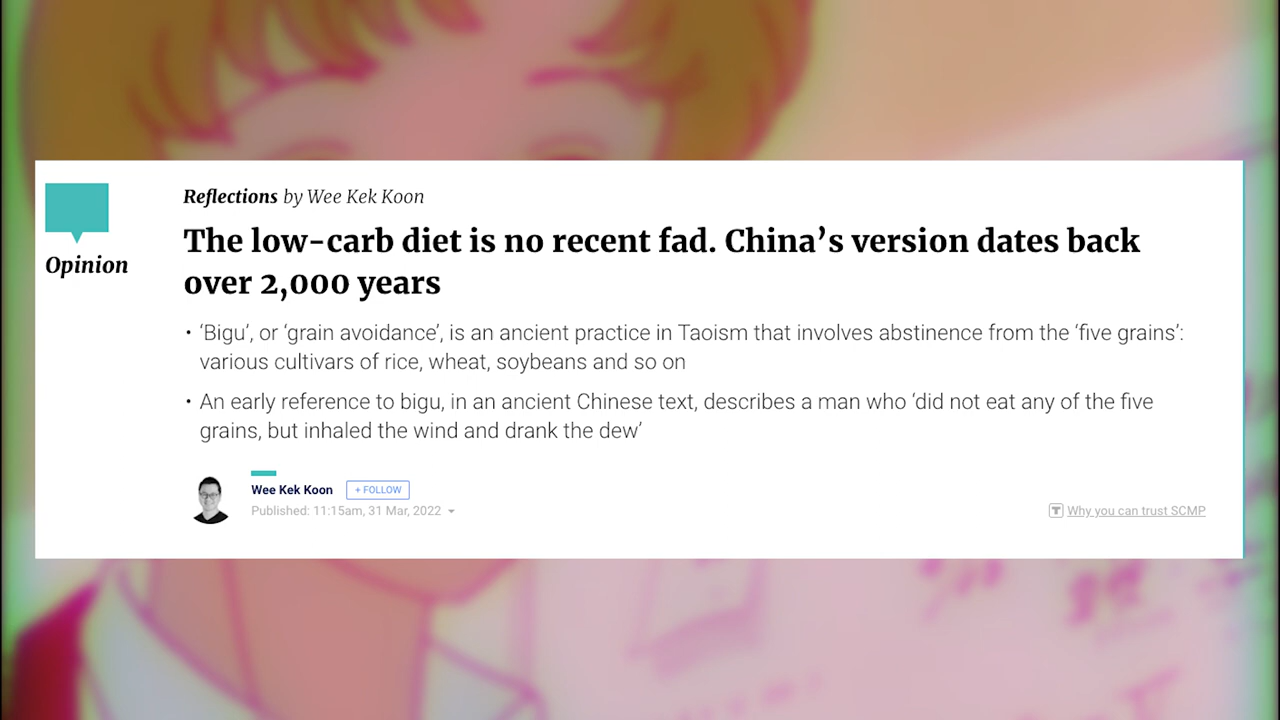 Reflections by Wee Kek Koon
The low-carb diet is no recent fad. China’s version dates back
over 2,000 years
Opinion
• ‘Bigu’, or ‘grain avoidance’, is an ancient practice in Taoism that involves abstinence from the ‘five grains’:
various cultivars of rice, wheat, soybeans and so on
• An early reference to bigu, in an ancient Chinese text, describes a man who ‘did not eat any of the five
grains, but inhaled the wind and drank the dew’
Wee Kek Koon + FOLLOW
Published: 11:15am, 31 Mar, 2022
Why you can trust SCMP